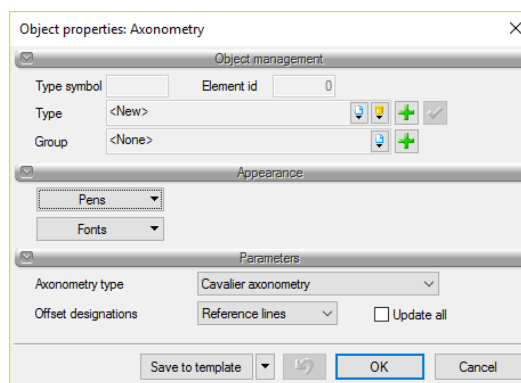 Object properties: Axonometry
Object management
Type symbol Element id 0
Type <New>
Group <None>
Appearance
Pens
Fonts
Parameters
Axonometry type Cavalier axonometry
Offset designations Reference lines Update all
Save to template OK Cancel